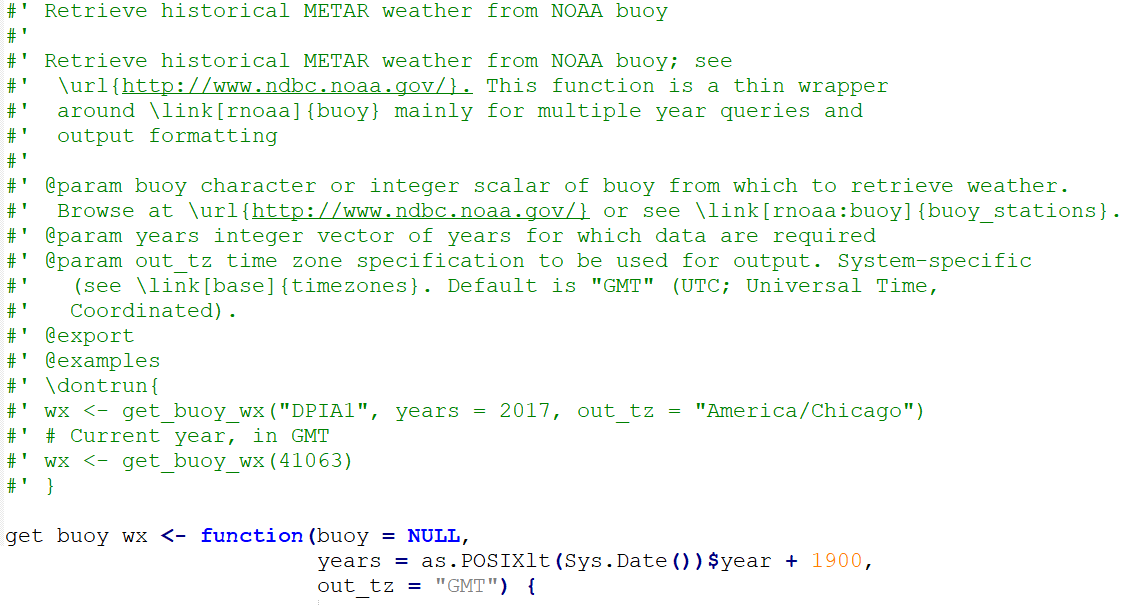 #' Retrieve historical METAR weather from NOAA buoy
#'
#' Retrieve historical METAR weather from NOAA buoy; see
#'  \url{http://www.ndbc.noaa.gov/}. This function is a thin wrapper
#'  around \link[rnoaa]{buoy} mainly for multiple year queries and
#'  output formatting
#'
#' @param buoy character or integer scalar of buoy from which to retrieve weather.
#'  Browse at \url{http://www.ndbc.noaa.gov/} or see \link[rnoaa:buoy]{buoy_stations}.
#' @param years integer vector of years for which data are required
#' @param out_tz time zone specification to be used for output. System-specific
#'   (see \link[base]{timezones}. Default is "GMT" (UTC; Universal Time,
#'   Coordinated).
#' @export
#' @examples
#' \dontrun{
#' wx <- get_buoy_wx("DPIA1", years = 2017, out_tz = "America/Chicago")
#' # Current year, in GMT
#' wx <- get_buoy_wx(41063)
#' }
get buoy wx <- function(buoy = NULL,
                        years = as.POSIXlt(Sys.Date())$year + 1900,
                        out_tz = "GMT") {